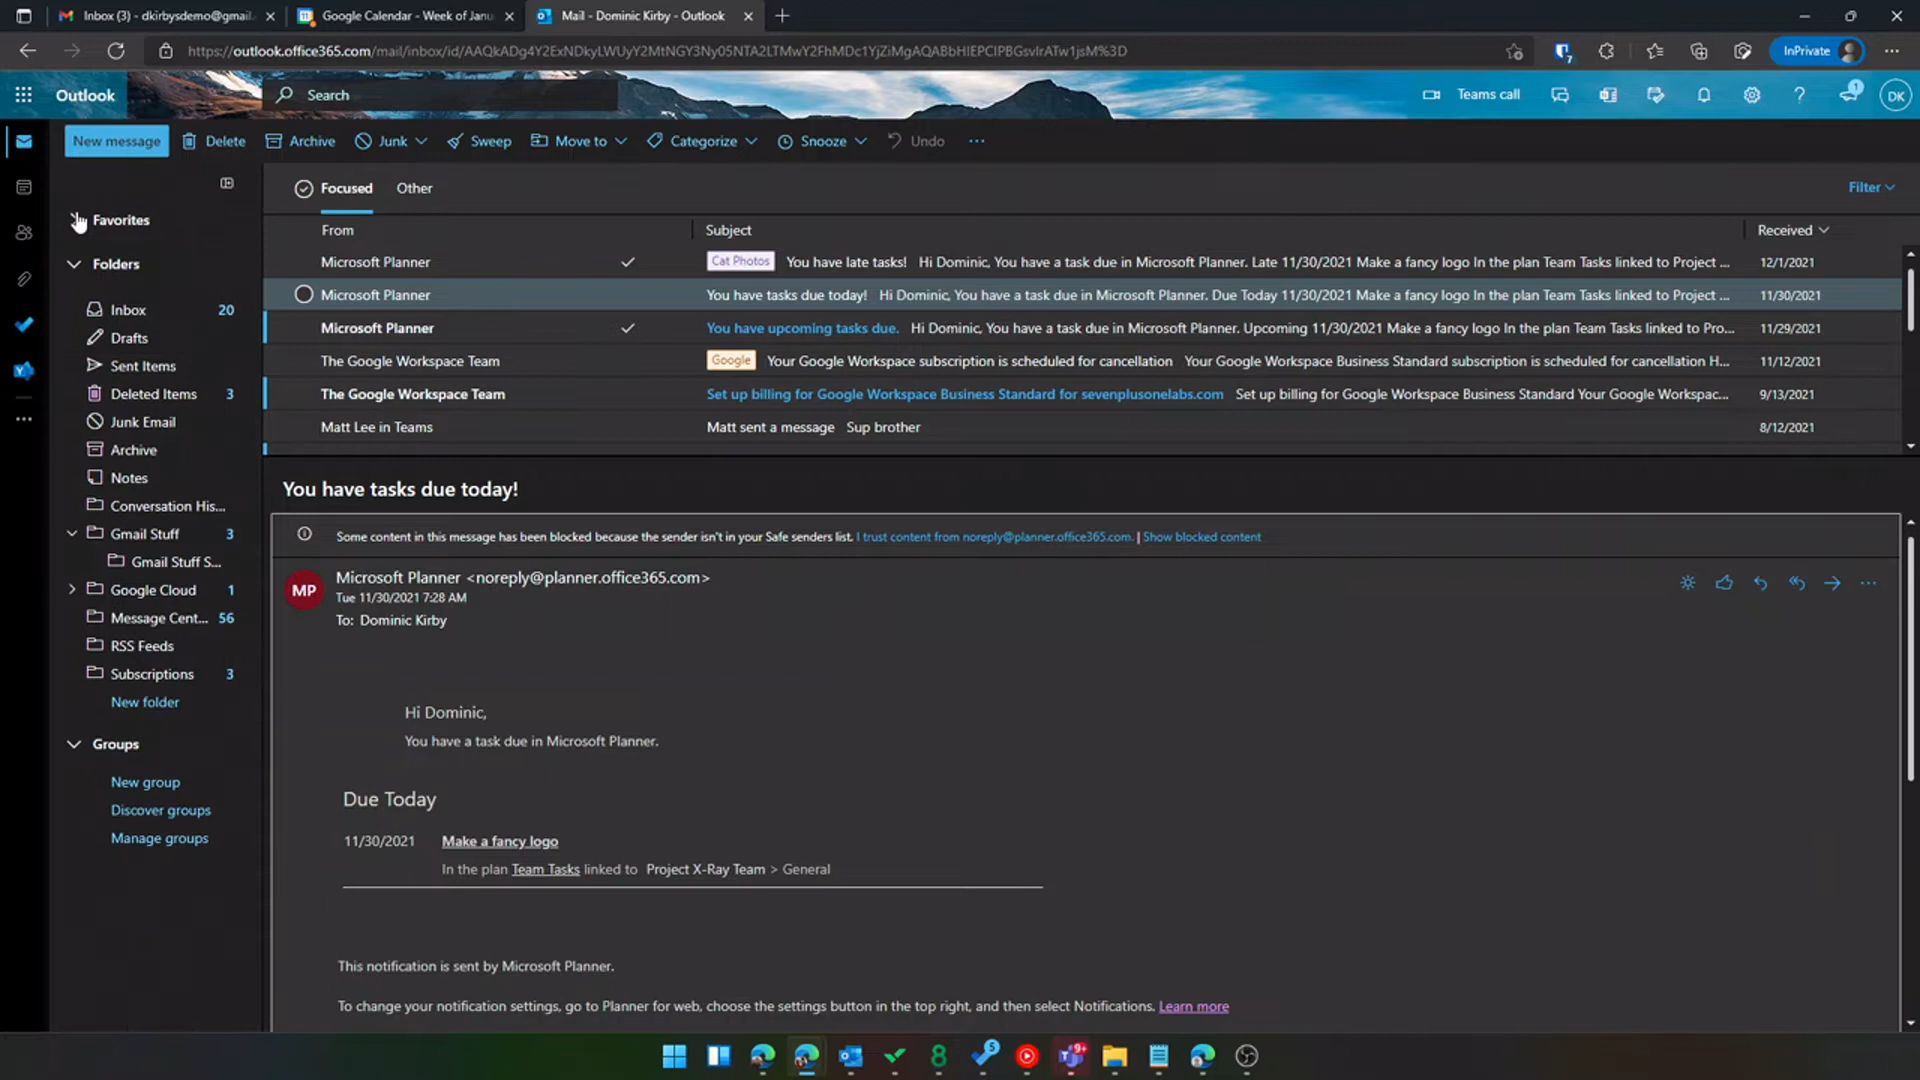 Inbox (3) - dkirbysdemo@gmail.
Google Calendar - Week of Janu
Mail - Dominic Kirby - Outlook
https://outlook.office365.com/mail/inbox/id/
InPrivate
Outlook
Search
Teams call
1
DK
New message
Delete
Archive
Junk
Sweep
Move to
Categorize
Snooze
Undo
Focused
Other
Filter
Favorites
Folders
Inbox 20
Drafts
Sent Items
Deleted Items 3
Junk Email
Archive
Notes
Conversation His...
Gmail Stuff 3
Gmail Stuff S...
Google Cloud 1
Message Cent... 56
RSS Feeds
Subscriptions 3
New folder
Groups
New group
Discover groups
Manage groups
From Subject Received
Microsoft Planner Cat Photos You have late tasks! Hi Dominic, You have a task due in Microsoft Planner. Late 11/30/2021 Make a fancy logo In the plan Team Tasks linked to Project ... 12/1/2021
Microsoft Planner You have tasks due today! Hi Dominic, You have a task due in Microsoft Planner. Due Today 11/30/2021 Make a fancy logo In the plan Team Tasks linked to Project ... 11/30/2021
Microsoft Planner You have upcoming tasks due. Hi Dominic, You have a task due in Microsoft Planner. Upcoming 11/30/2021 Make a fancy logo In the plan Team Tasks linked to Pro... 11/29/2021
The Google Workspace Team Google Your Google Workspace subscription is scheduled for cancellation Your Google Workspace Business Standard subscription is scheduled for cancellation H... 11/12/2021
The Google Workspace Team Set up billing for Google Workspace Business Standard for sevenplusonelabs.com Set up billing for Google Workspace Business Standard Your Google Workspac... 9/13/2021
Matt Lee in Teams Matt sent a message Sup brother 8/12/2021
You have tasks due today!
Some content in this message has been blocked because the sender isn't in your Safe senders list. I trust content from noreply@planner.office365.com. | Show blocked content
MP
Microsoft Planner <noreply@planner.office365.com>
Tue 11/30/2021 7:28 AM
To: Dominic Kirby
Hi Dominic,
You have a task due in Microsoft Planner.
Due Today
11/30/2021 Make a fancy logo
In the plan Team Tasks linked to Project X-Ray Team > General
This notification is sent by Microsoft Planner.
To change your notification settings, go to Planner for web, choose the settings button in the top right, and then select Notifications. Learn more
8
5
9+